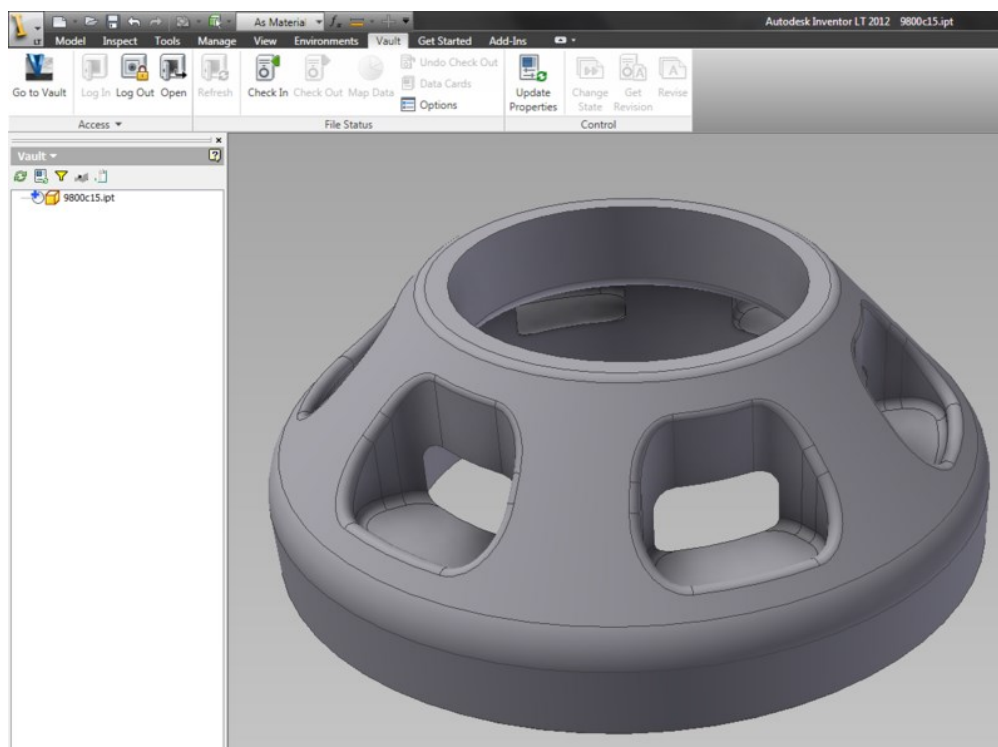 As Material
Autodesk Inventor LT 2012 9800c15.ipt
LT
Model Inspect Tools Manage View Environments Vault Get Started Add-Ins
Go to Vault Log In Log Out Open Refresh Check In Check Out Map Data
Undo Check Out
Data Cards
Options
Update Properties
Change State
Get Revision
Revise
Access File Status Control
Vault
9800c15.ipt